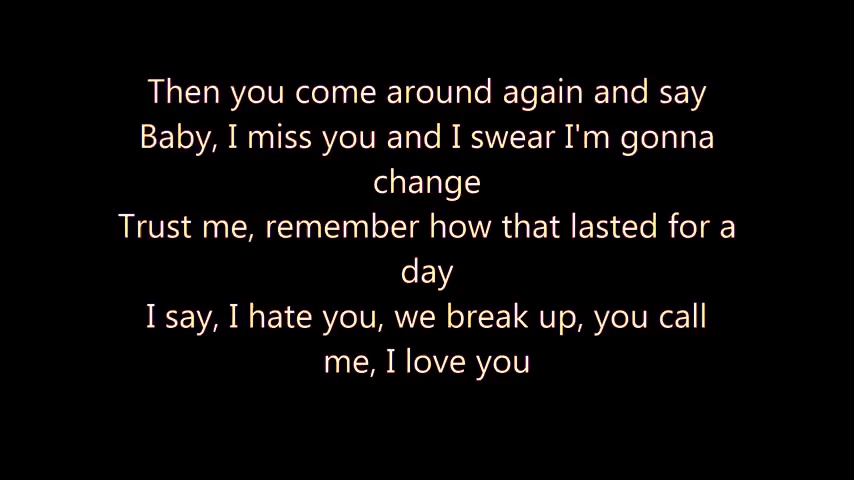 Then you come around again and say
Baby, I miss you and I swear I'm gonna
change
Trust me, remember how that lasted for a
day
I say, I hate you, we break up, you call
me, I love you